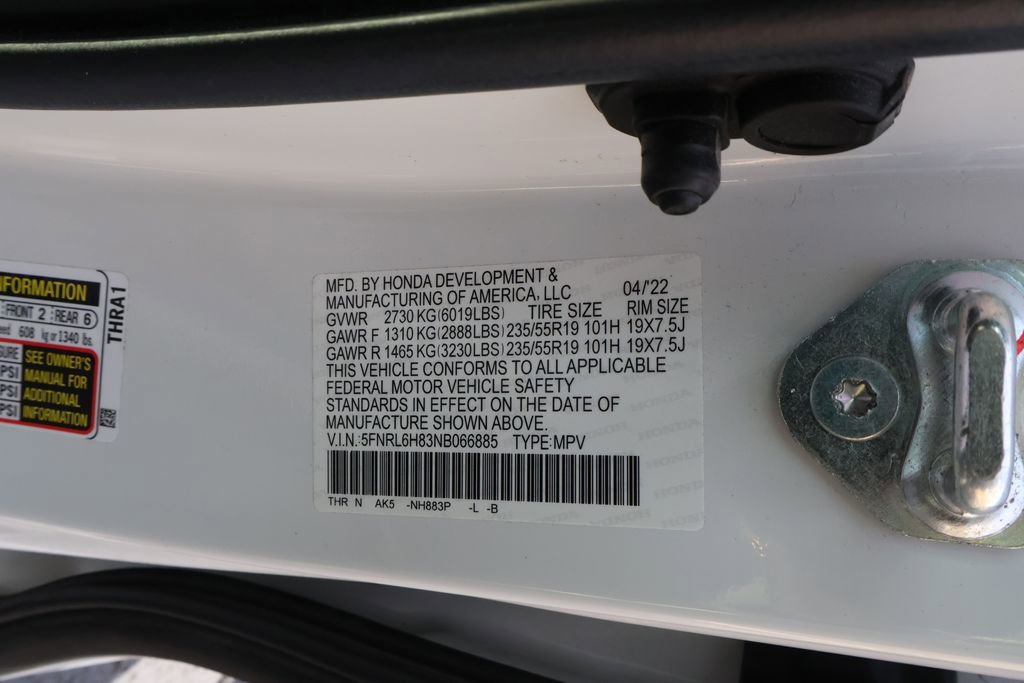 MFD. BY HONDA DEVELOPMENT &
MANUFACTURING OF AMERICA, LLC 04/'22
GVWR 2730 KG(6019LBS) TIRE SIZE RIM SIZE
GAWR F 1310 KG(2888LBS) 235/55R19 101H 19X7.5J
GAWR R 1465 KG(3230LBS) 235/55R19 101H 19X7.5J
THIS VEHICLE CONFORMS TO ALL APPLICABLE
FEDERAL MOTOR VEHICLE SAFETY
STANDARDS IN EFFECT ON THE DATE OF
MANUFACTURE SHOWN ABOVE.
V.I.N.:5FNRL6H83NB066885 TYPE:MPV
THR N AK5 -NH883P -L -B
FRONT 2 : REAR 6
608 kg or 1340 lbs.
SEE OWNER'S
PSI MANUAL FOR
PSI ADDITIONAL
PSI INFORMATION
THRA1